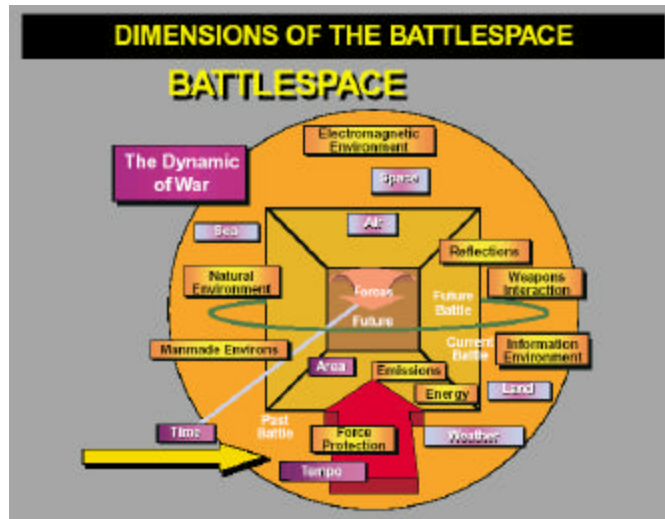 DIMENSIONS OF THE BATTLESPACE
BATTLESPACE
Electromagnetic
Environment
The Dynamic
of War
Space
Air
Sea
Reflections
Natural
Environment
Weapons
Interaction
Forces
Future
Battle
Future
Manmade Environs
Current
Battle
Information
Environment
Area
Emissions
Energy
Land
Past
Battle
Time
Force
Protection
Weather
Tempo